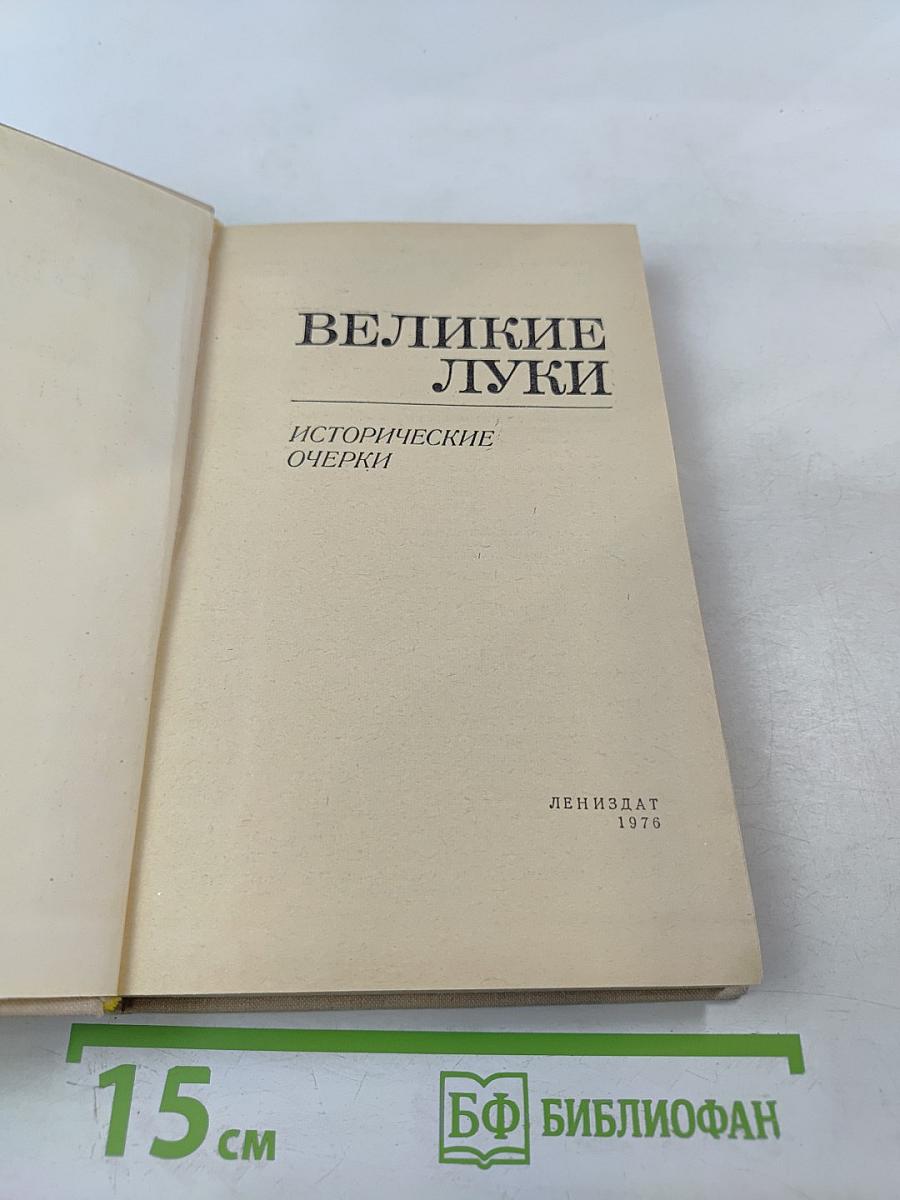 ВЕЛИКИЕ
ЛУКИ
ИСТОРИЧЕСКИЕ
ОЧЕРКИ
ЛЕНИЗДАТ
1976
15 см
БФ БИБЛИОФАН